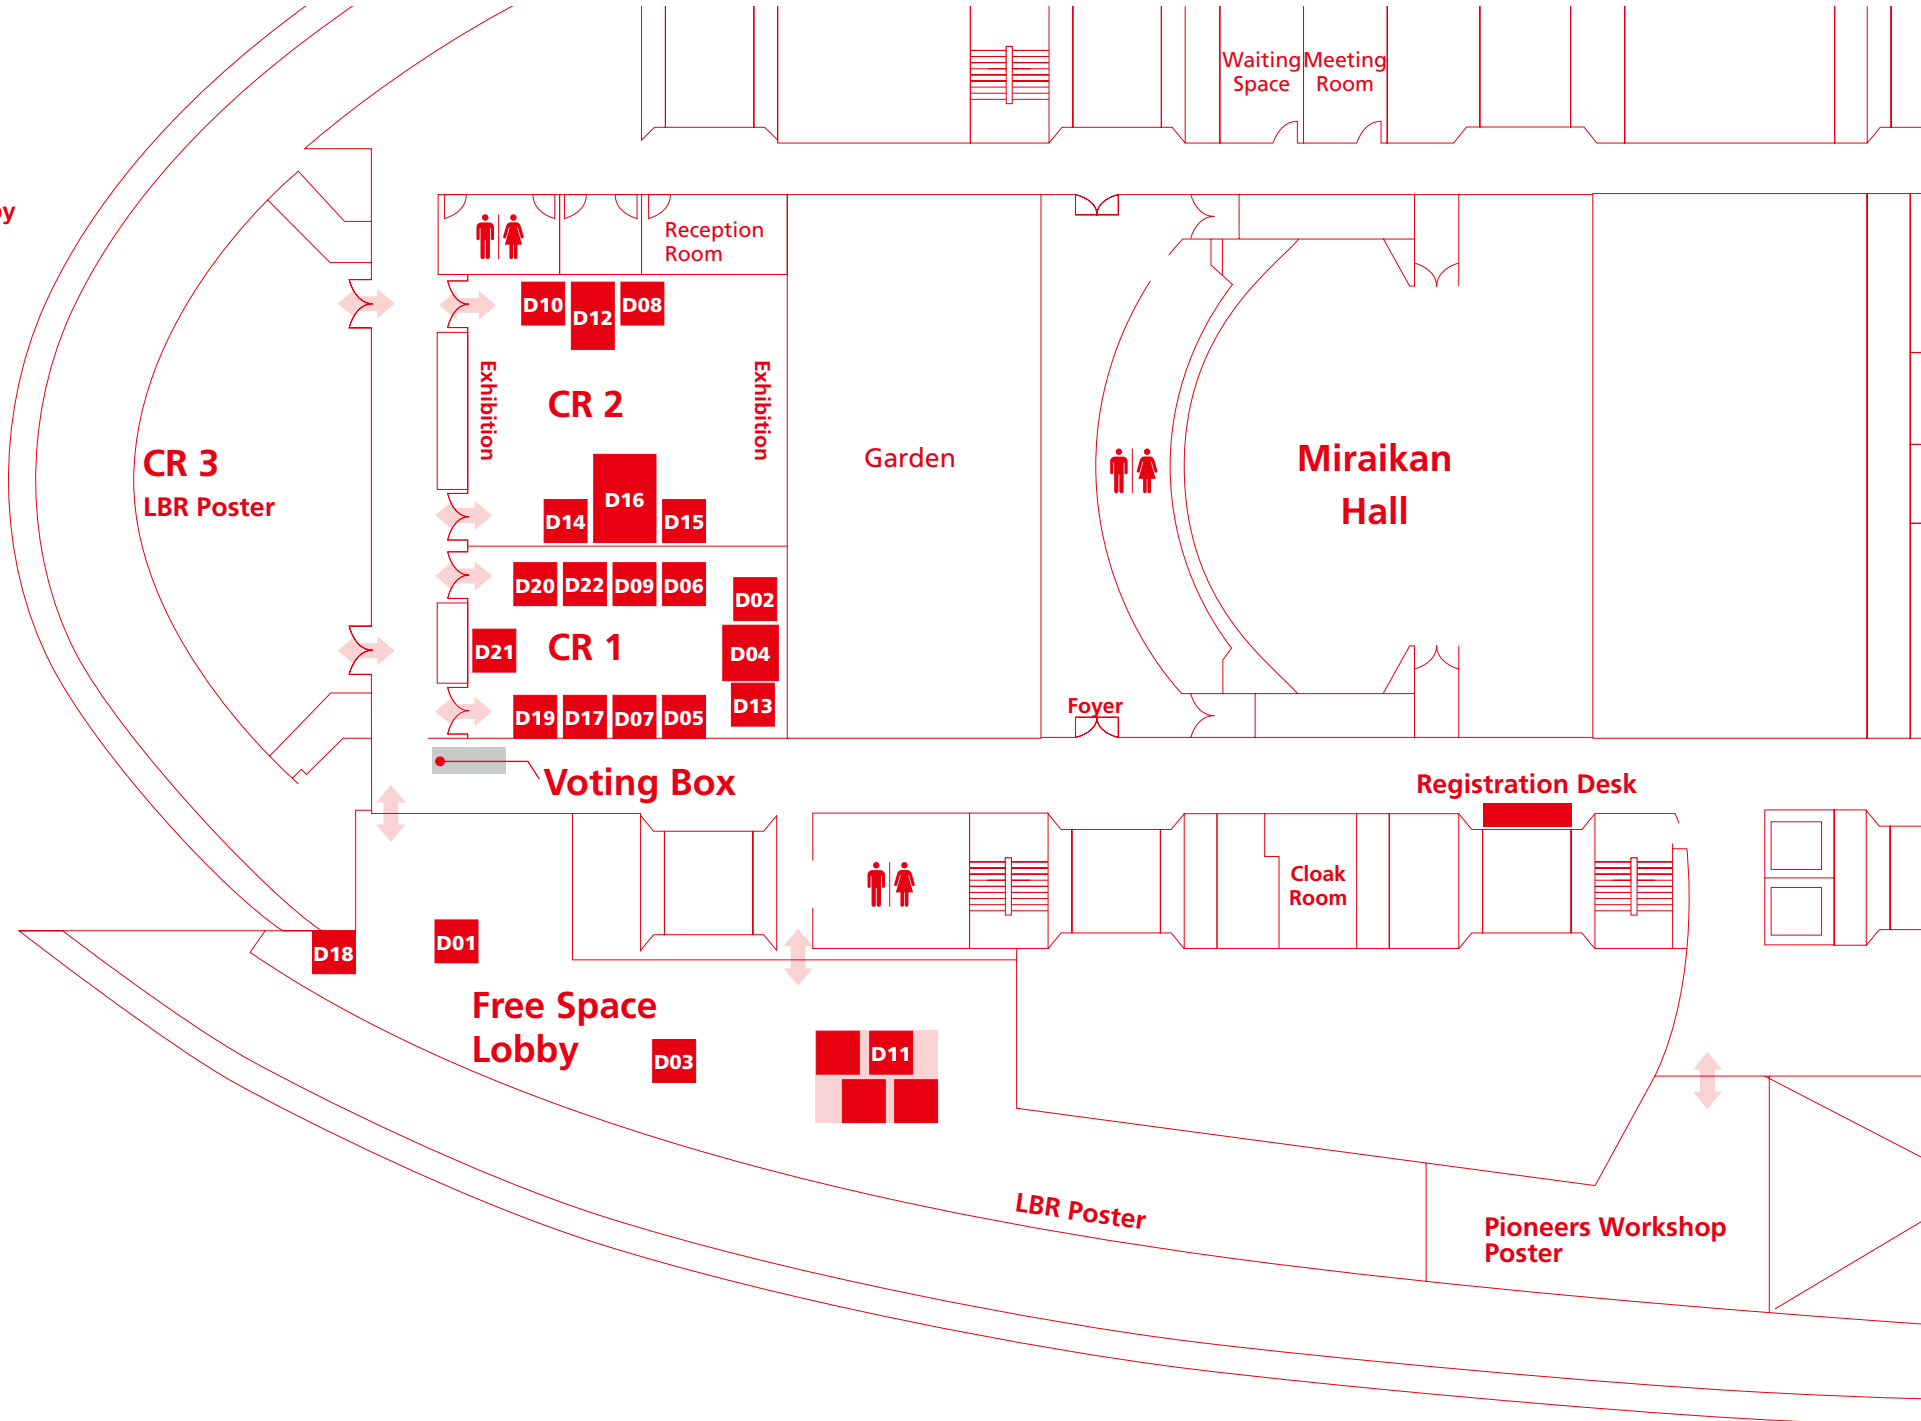 Waiting
Space
Meeting
Room
y
Reception
Room
D10
D12
D08
Exhibition
Exhibition
CR 2
CR 3
LBR Poster
Garden
Miraikan
Hall
D14
D16
D15
D20
D22
D09
D06
D02
D21
CR 1
D04
D19
D17
D07
D05
D13
Foyer
Voting Box
Registration Desk
Cloak
Room
D18
D01
Free Space
Lobby
D03
D11
LBR Poster
Pioneers Workshop
Poster